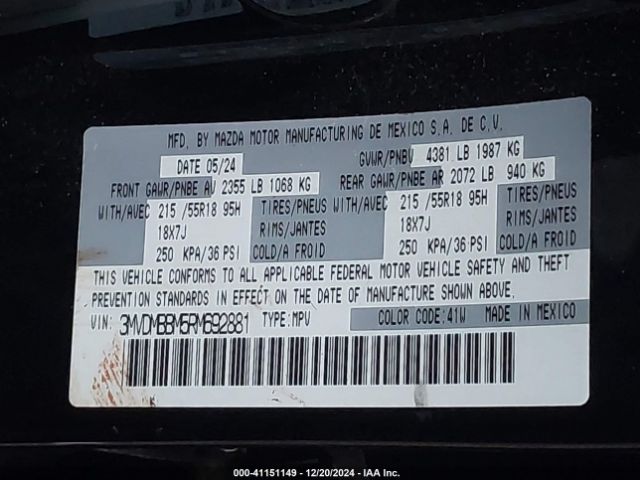 MFD. BY MAZDA MOTOR MANUFACTURING DE MEXICO S.A. DE C.V.
DATE 05/24 GVWR/PNBV 4381 LB 1987 KG
FRONT GAWR/PNBE AV 2355 LB 1068 KG REAR GAWR/PNBE AR 2072 LB 940 KG
WITH/AVEC 215 /55R18 95H TIRES/PNEUS WITH/AVEC 215 /55R18 95H TIRES/PNEUS
18X7J RIMS/JANTES 18X7J RIMS/JANTES
250 KPA/36 PSI COLD/A FROID 250 KPA/36 PSI COLD/A FROID
THIS VEHICLE CONFORMS TO ALL APPLICABLE FEDERAL MOTOR VEHICLE SAFETY AND THEFT
PREVENTION STANDARDS IN EFFECT ON THE DATE OF MANUFACTURE SHOWN ABOVE.
VIN: 3MVDMBBM5RM692881 TYPE:MPV COLOR CODE:41W MADE IN MEXICO
000-41151149 - 12/20/2024 - IAA Inc.